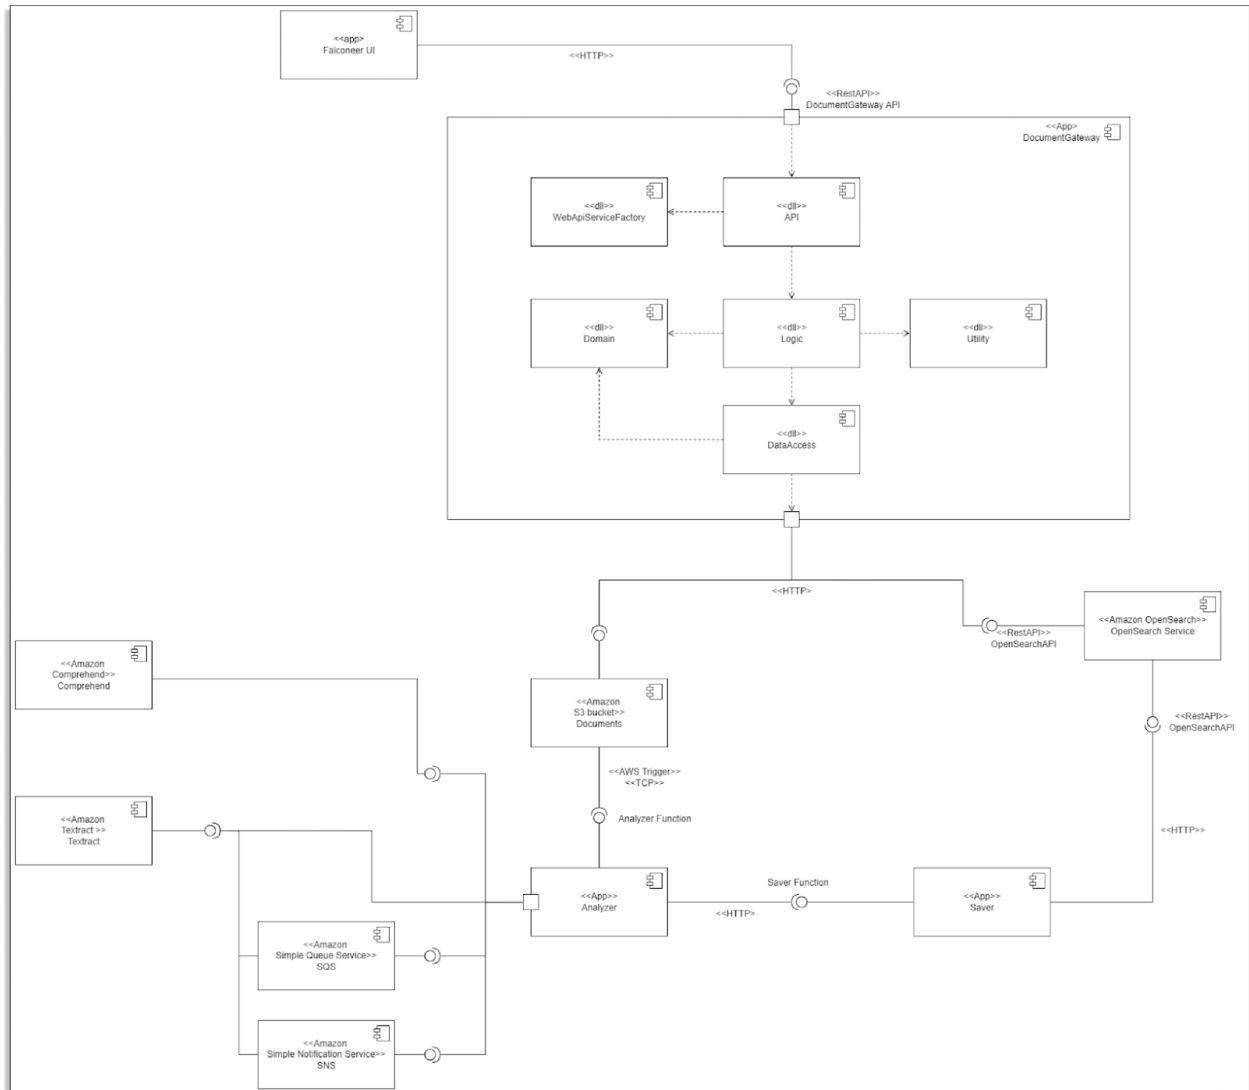 <<app>
Falconeer UI
<<HTTP>>
<<RestAPI>>
DocumentGateway API
<<App>
DocumentGateway
<<dll>>
WebApiServiceFactory
<<dll>>
API
<<dll>>
Domain
<<dll>>
Logic
<<dll>>
Utility
<<dll>>
DataAccess
<<HTTP>
<<Amazon OpenSearch>>
OpenSearch Service
<<RestAPI>>
OpenSearchAPI
<<Amazon
Comprehend>>
Comprehend
<<Amazon
S3 bucket>>
Documents
<<RestAPI>>
OpenSearchAPI
<<AWS Trigger>>
<<TCP>>
Analyzer Function
<<Amazon
Textract >>
Textract
<<HTTP>>
Saver Function
<<App>>
Analyzer
<<HTTP>>
<<App>>
Saver
<<Amazon
Simple Queue Service>>
SQS
<<Amazon
Simple Notification Service>>
SNS